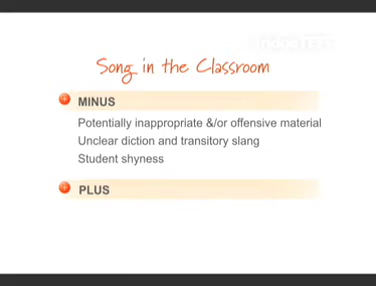 Song in the Classroom
MINUS
Potentially inappropriate &/or offensive material
Unclear diction and transitory slang
Student shyness
PLUS